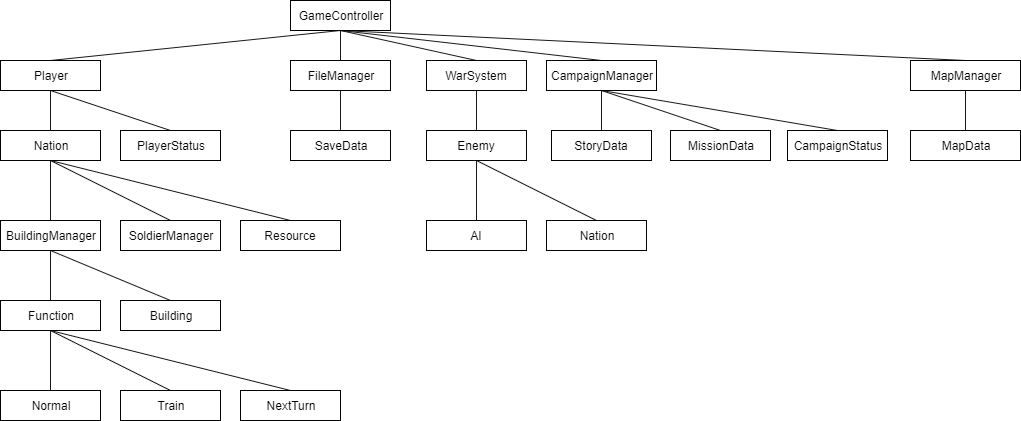 GameController
Player
FileManager
WarSystem
CampaignManager
MapManager
Nation
PlayerStatus
SaveData
Enemy
StoryData
MissionData
CampaignStatus
MapData
BuildingManager
SoldierManager
Resource
AI
Nation
Function
Building
Normal
Train
NextTurn